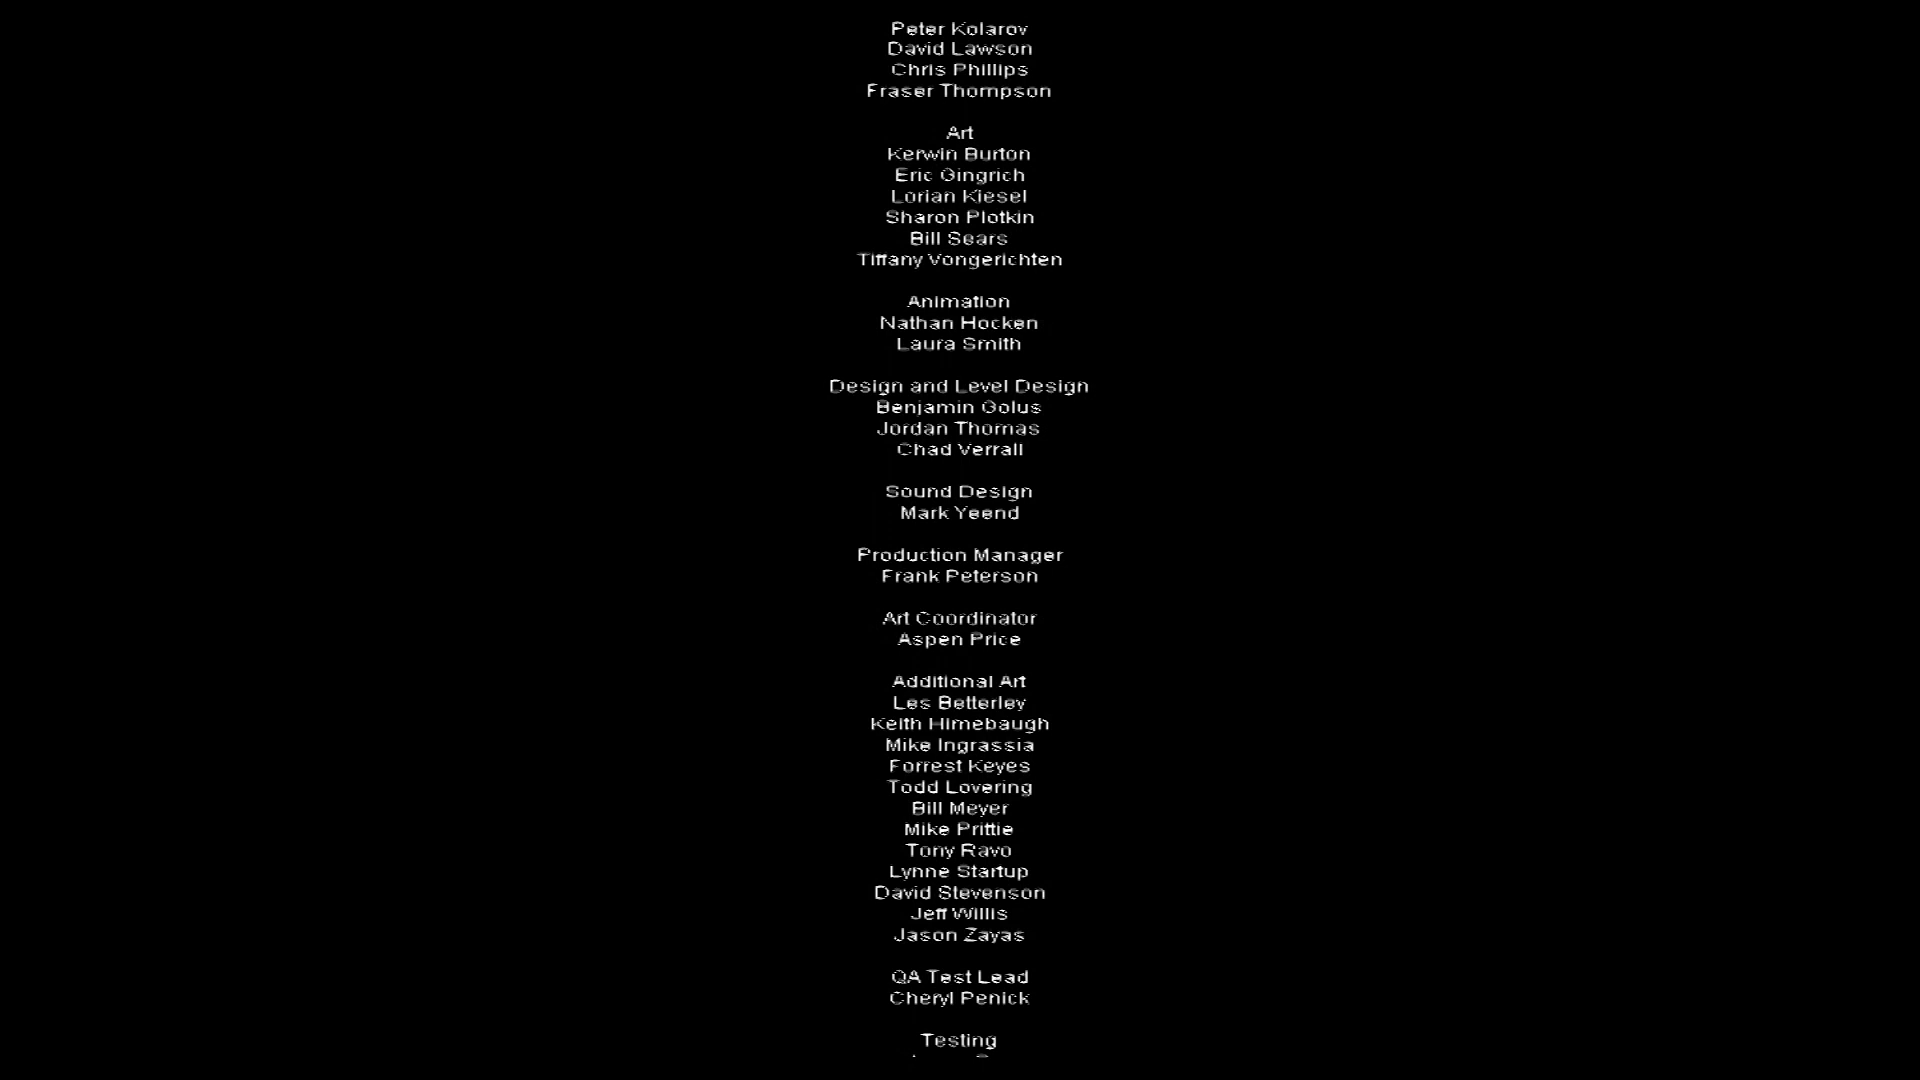 Peter Kolarov
David Lawson
Chris Phillips
Fraser Thompson
Art
Kerwin Burton
Eric Gingrich
Lorian Kiesel
Sharon Plotkin
Bill Sears
Tiffany Vongerichten
Animation
Nathan Hocken
Laura Smith
Design and Level Design
Benjamin Golus
Jordan Thomas
Chad Verrall
Sound Design
Mark Yeend
Production Manager
Frank Peterson
Art Coordinator
Aspen Price
Additional Art
Les Betterley
Keith Himebaugh
Mike Ingrassia
Forrest Keyes
Todd Lovering
Bill Meyer
Mike Prittie
Tony Ravo
Lynne Startup
David Stevenson
Jeff Willis
Jason Zayas
QA Test Lead
Cheryl Penick
Testing